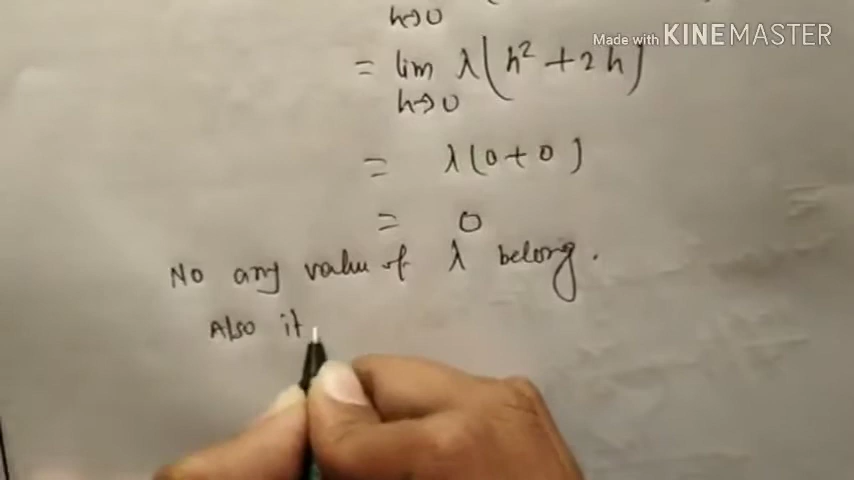 h→0
Made with KINEMASTER
= lim λ(h² + 2h)
h→0
= λ(0 + 0)
= 0
No any value of λ belong.
Also it